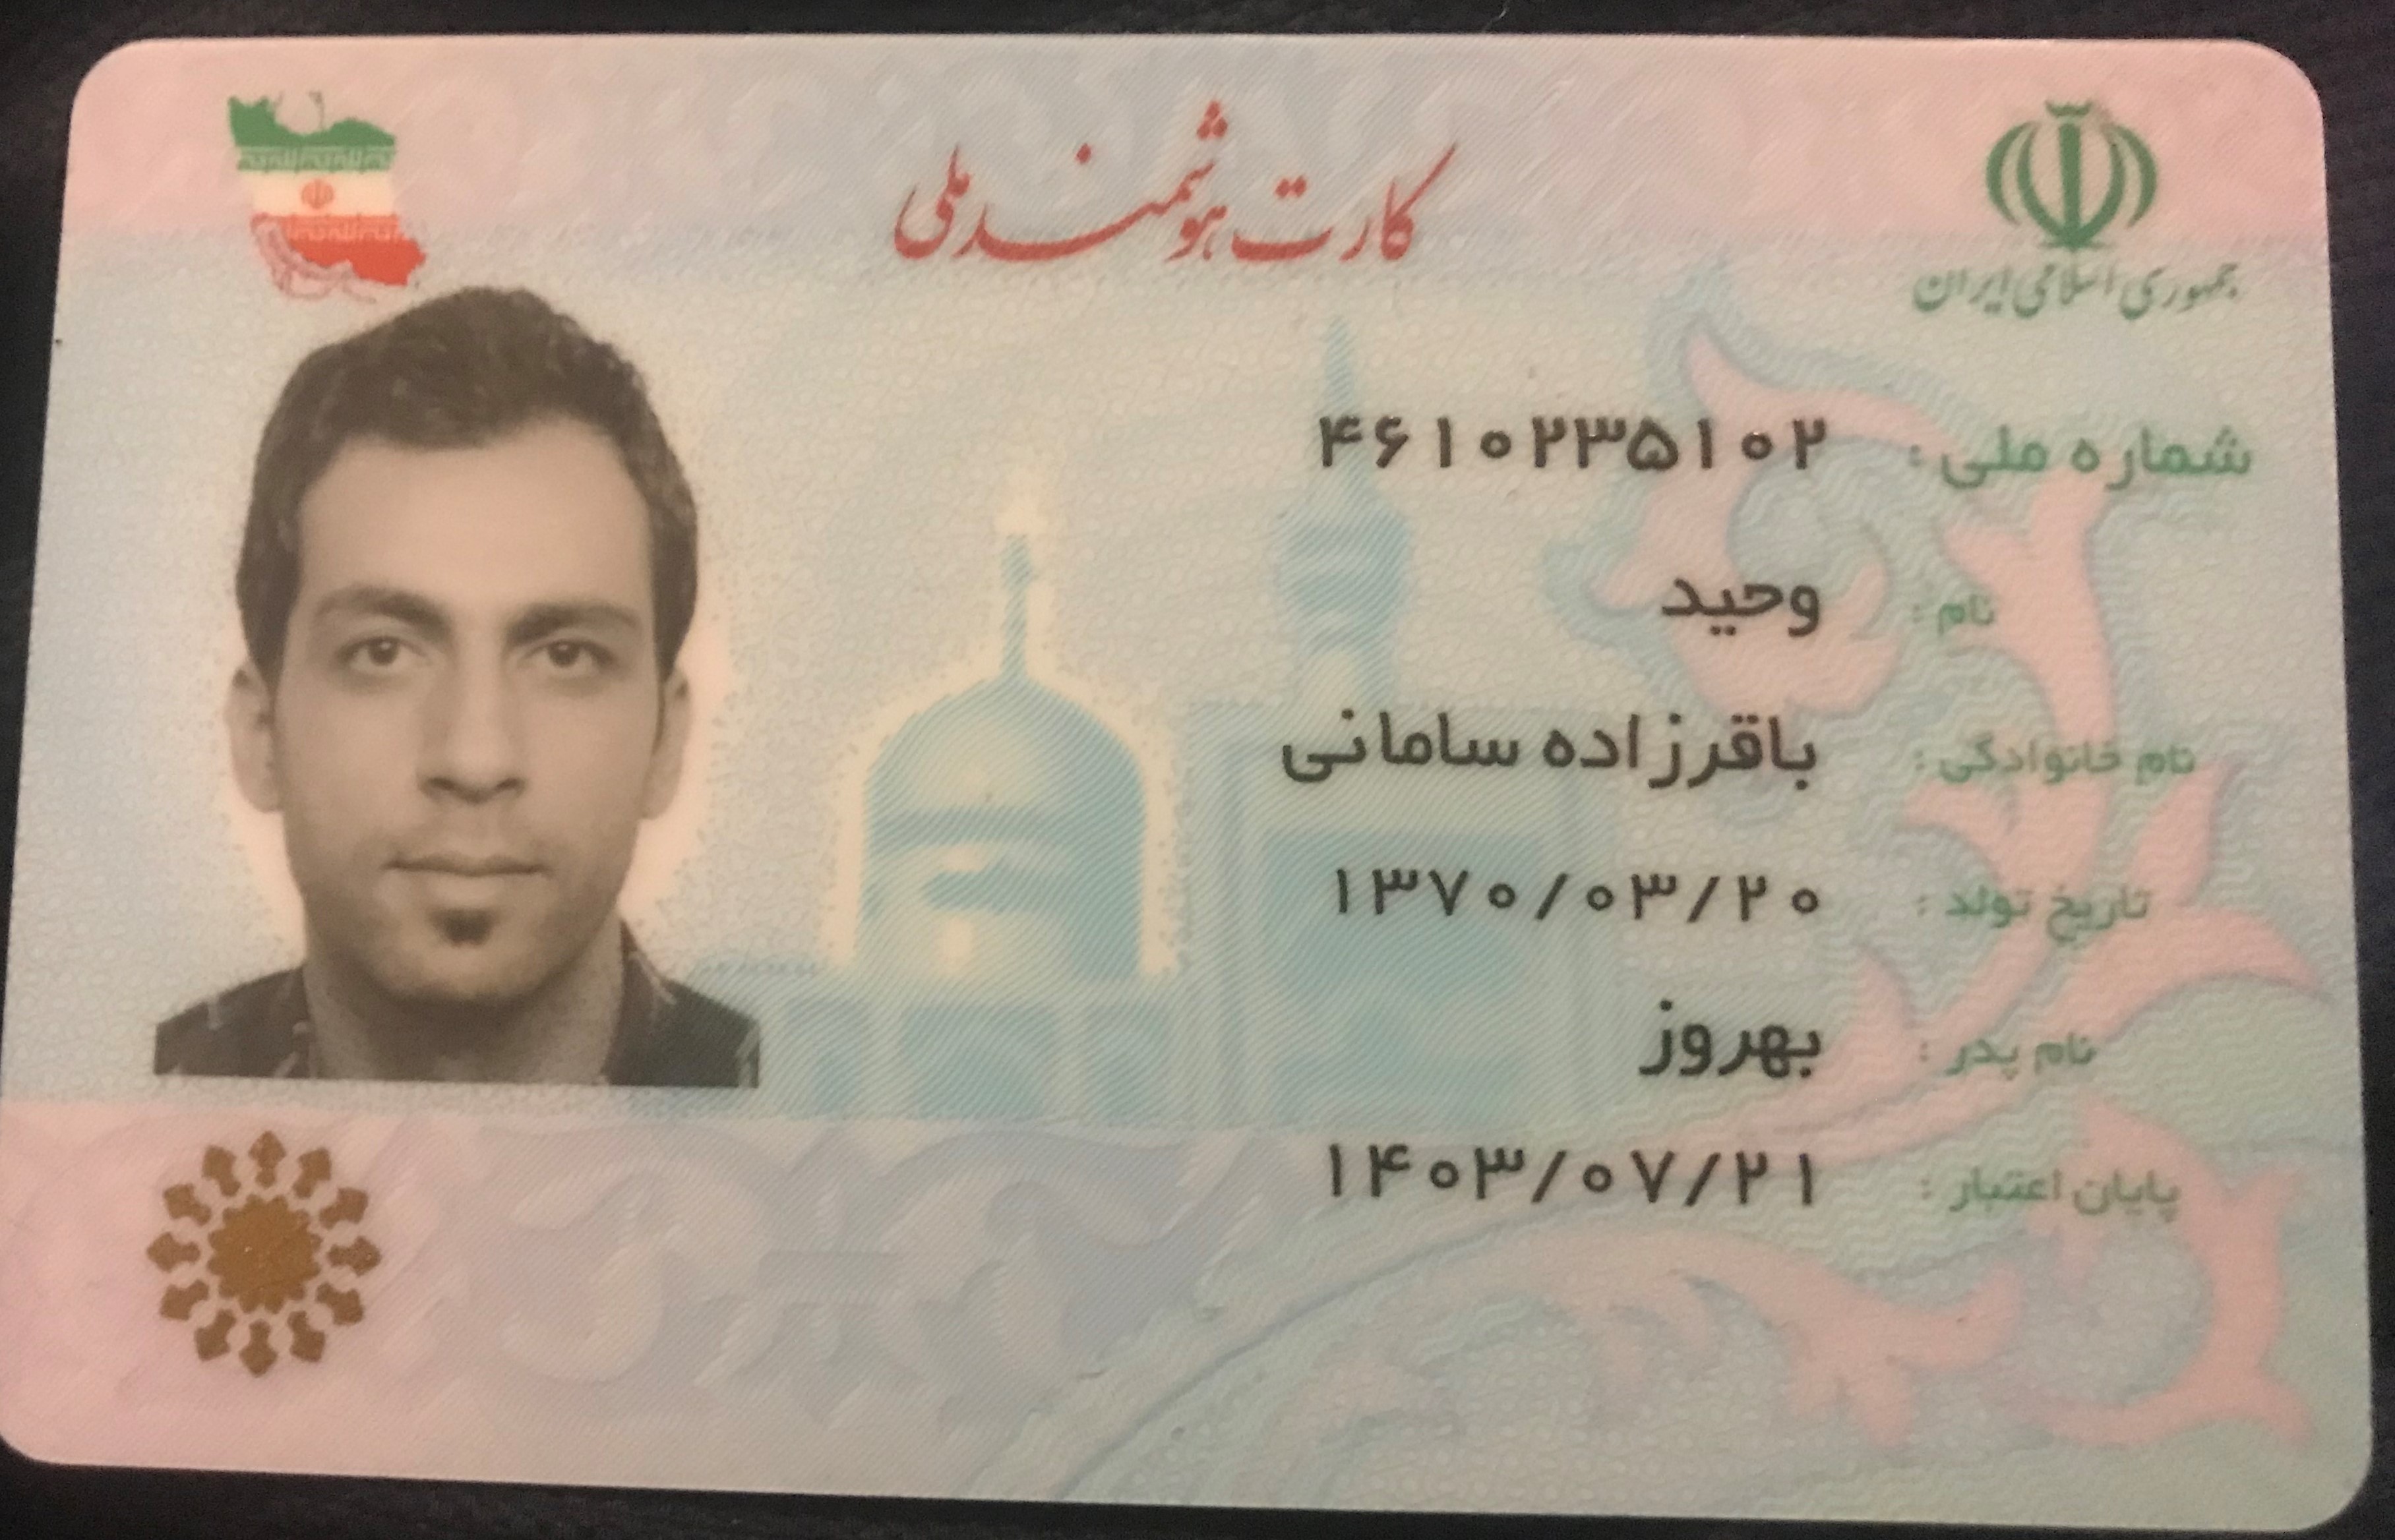 کارت هوشمند ملی
جمهوری اسلامی ایران
شماره ملی : ۴۶۱۰۲۳۵۱۰۲
نام : وحید
نام خانوادگی : باقرزاده سامانی
تاریخ تولد : ۱۳۷۰/۰۳/۲۰
نام پدر : بهروز
پایان اعتبار : ۱۴۰۳/۰۷/۲۱